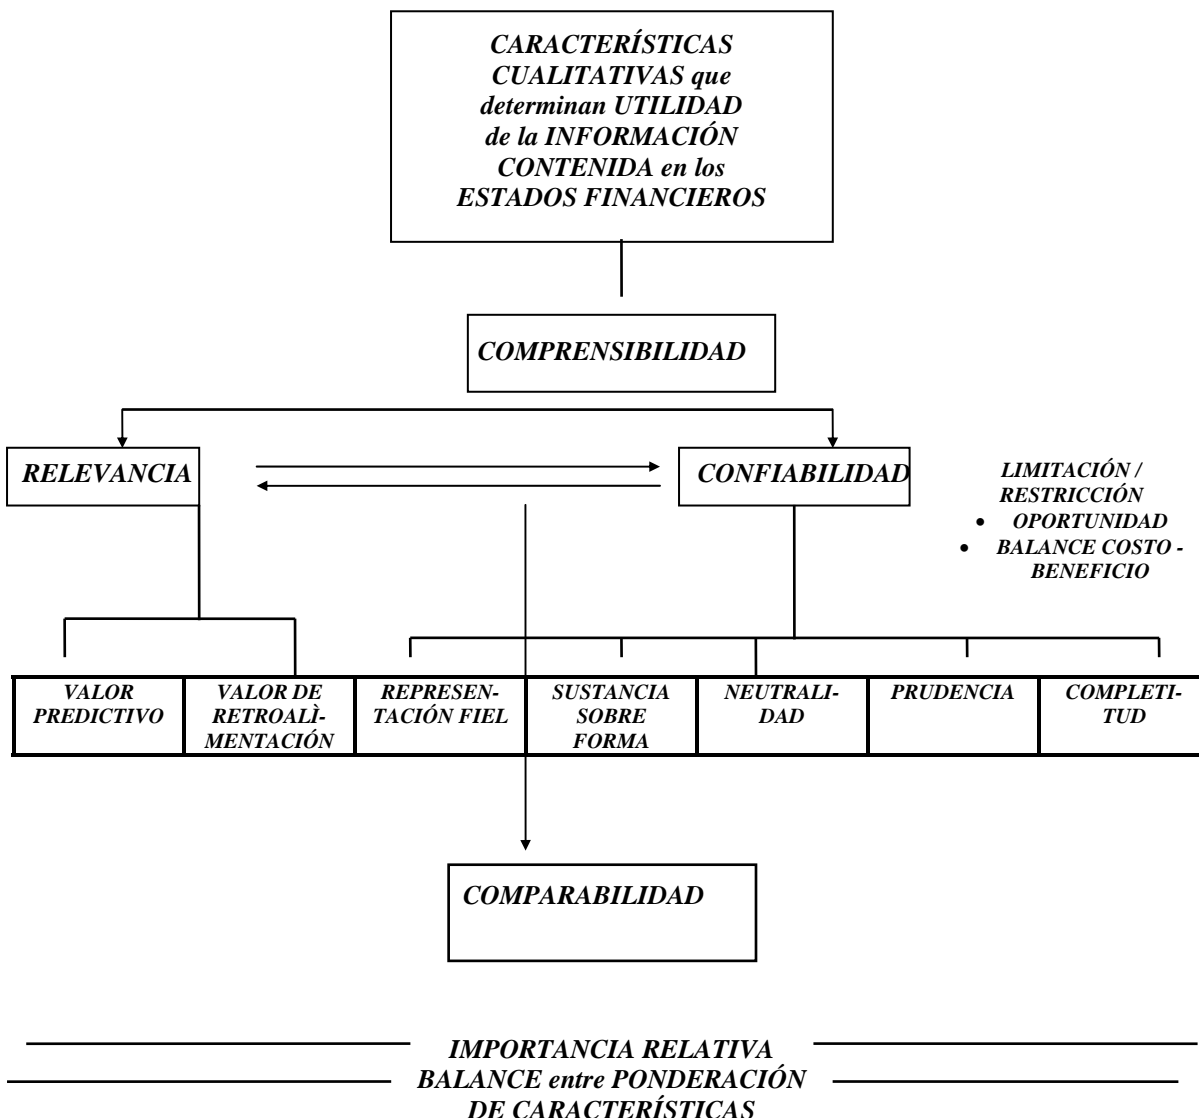 CARACTERÍSTICAS
CUALITATIVAS que
determinan UTILIDAD
de la INFORMACIÓN
CONTENIDA en los
ESTADOS FINANCIEROS
COMPRENSIBILIDAD
RELEVANCIA
CONFIABILIDAD
LIMITACIÓN /
RESTRICCIÓN
• OPORTUNIDAD
• BALANCE COSTO -
BENEFICIO
VALOR
PREDICTIVO
VALOR DE
RETROALÌ-
MENTACIÓN
REPRESEN-
TACIÓN FIEL
SUSTANCIA
SOBRE
FORMA
NEUTRALI-
DAD
PRUDENCIA
COMPLETI-
TUD
COMPARABILIDAD
IMPORTANCIA RELATIVA
BALANCE entre PONDERACIÓN
DE CARACTERÍSTICAS